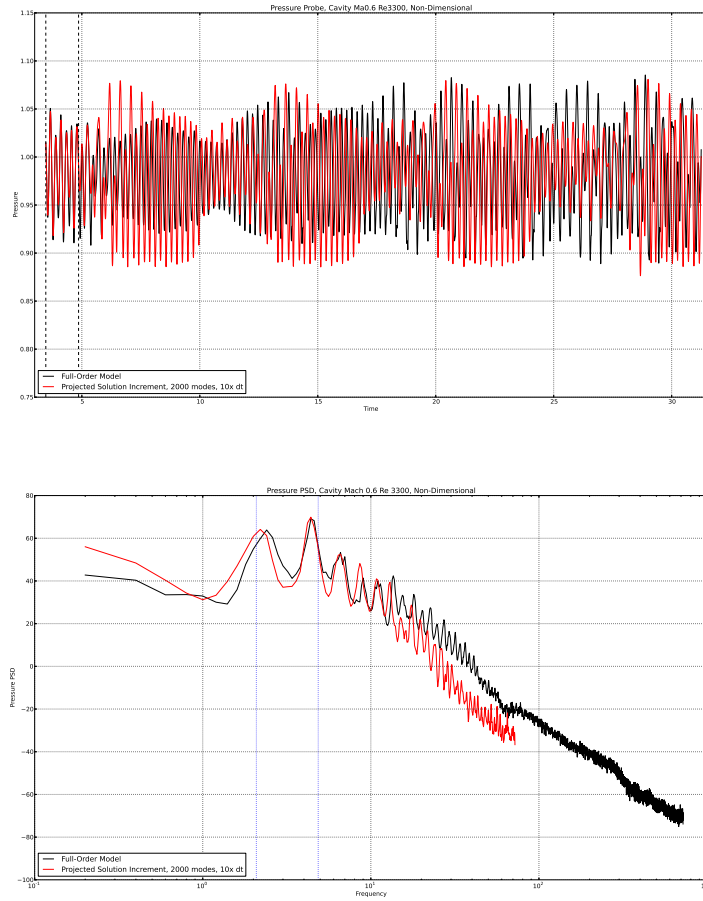 Pressure Probe, Cavity Ma0.6 Re3300, Non-Dimensional
1.15
1.10
1.05
1.00
0.95
0.90
0.85
0.80
0.75
Pressure
Full-Order Model
Projected Solution Increment, 2000 modes, 10x dt
5 10 15 20 25 30
Time
Pressure PSD, Cavity Mach 0.6 Re 3300, Non-Dimensional
80
60
40
20
0
−20
−40
−60
−80
−100
Pressure PSD
Full-Order Model
Projected Solution Increment, 2000 modes, 10x dt
10⁻¹ 10⁰ 10¹ 10²
Frequency